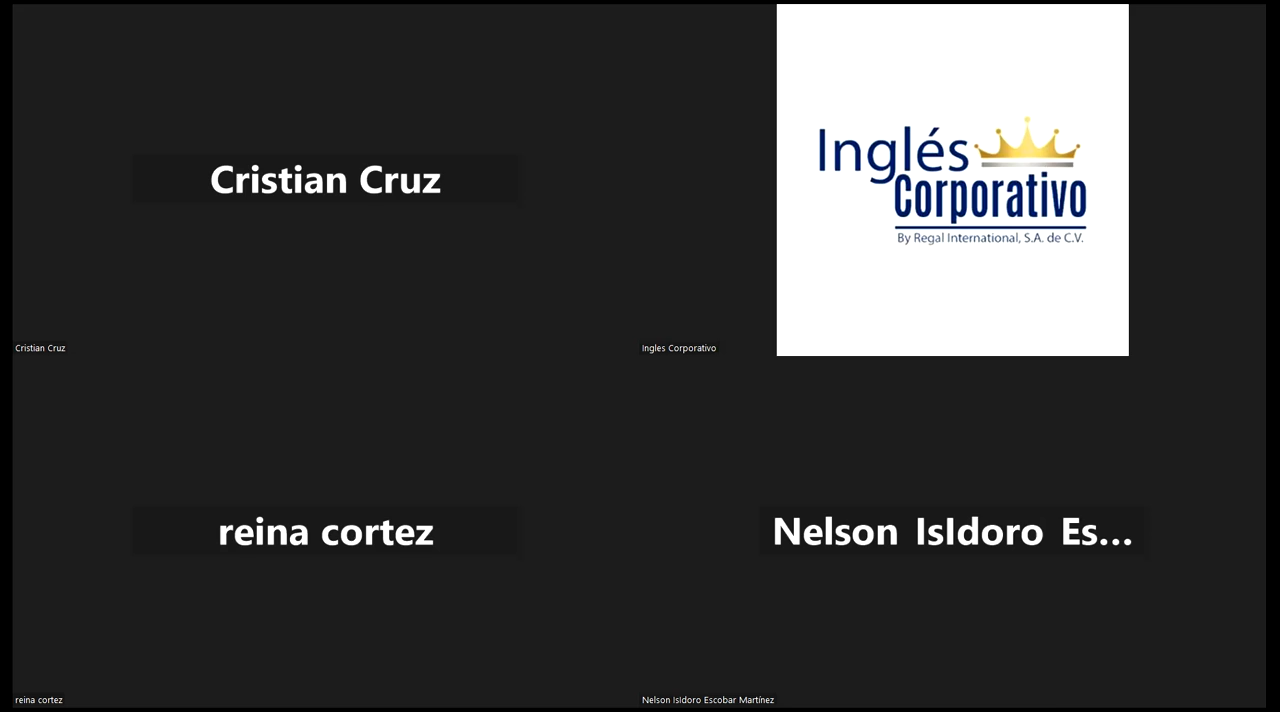 Cristian Cruz
Cristian Cruz
Inglés
Corporativo
By Regal International, S.A. de C.V.
Ingles Corporativo
reina cortez
reina cortez
Nelson IsIdoro Es...
Nelson IsIdoro Escobar Martínez